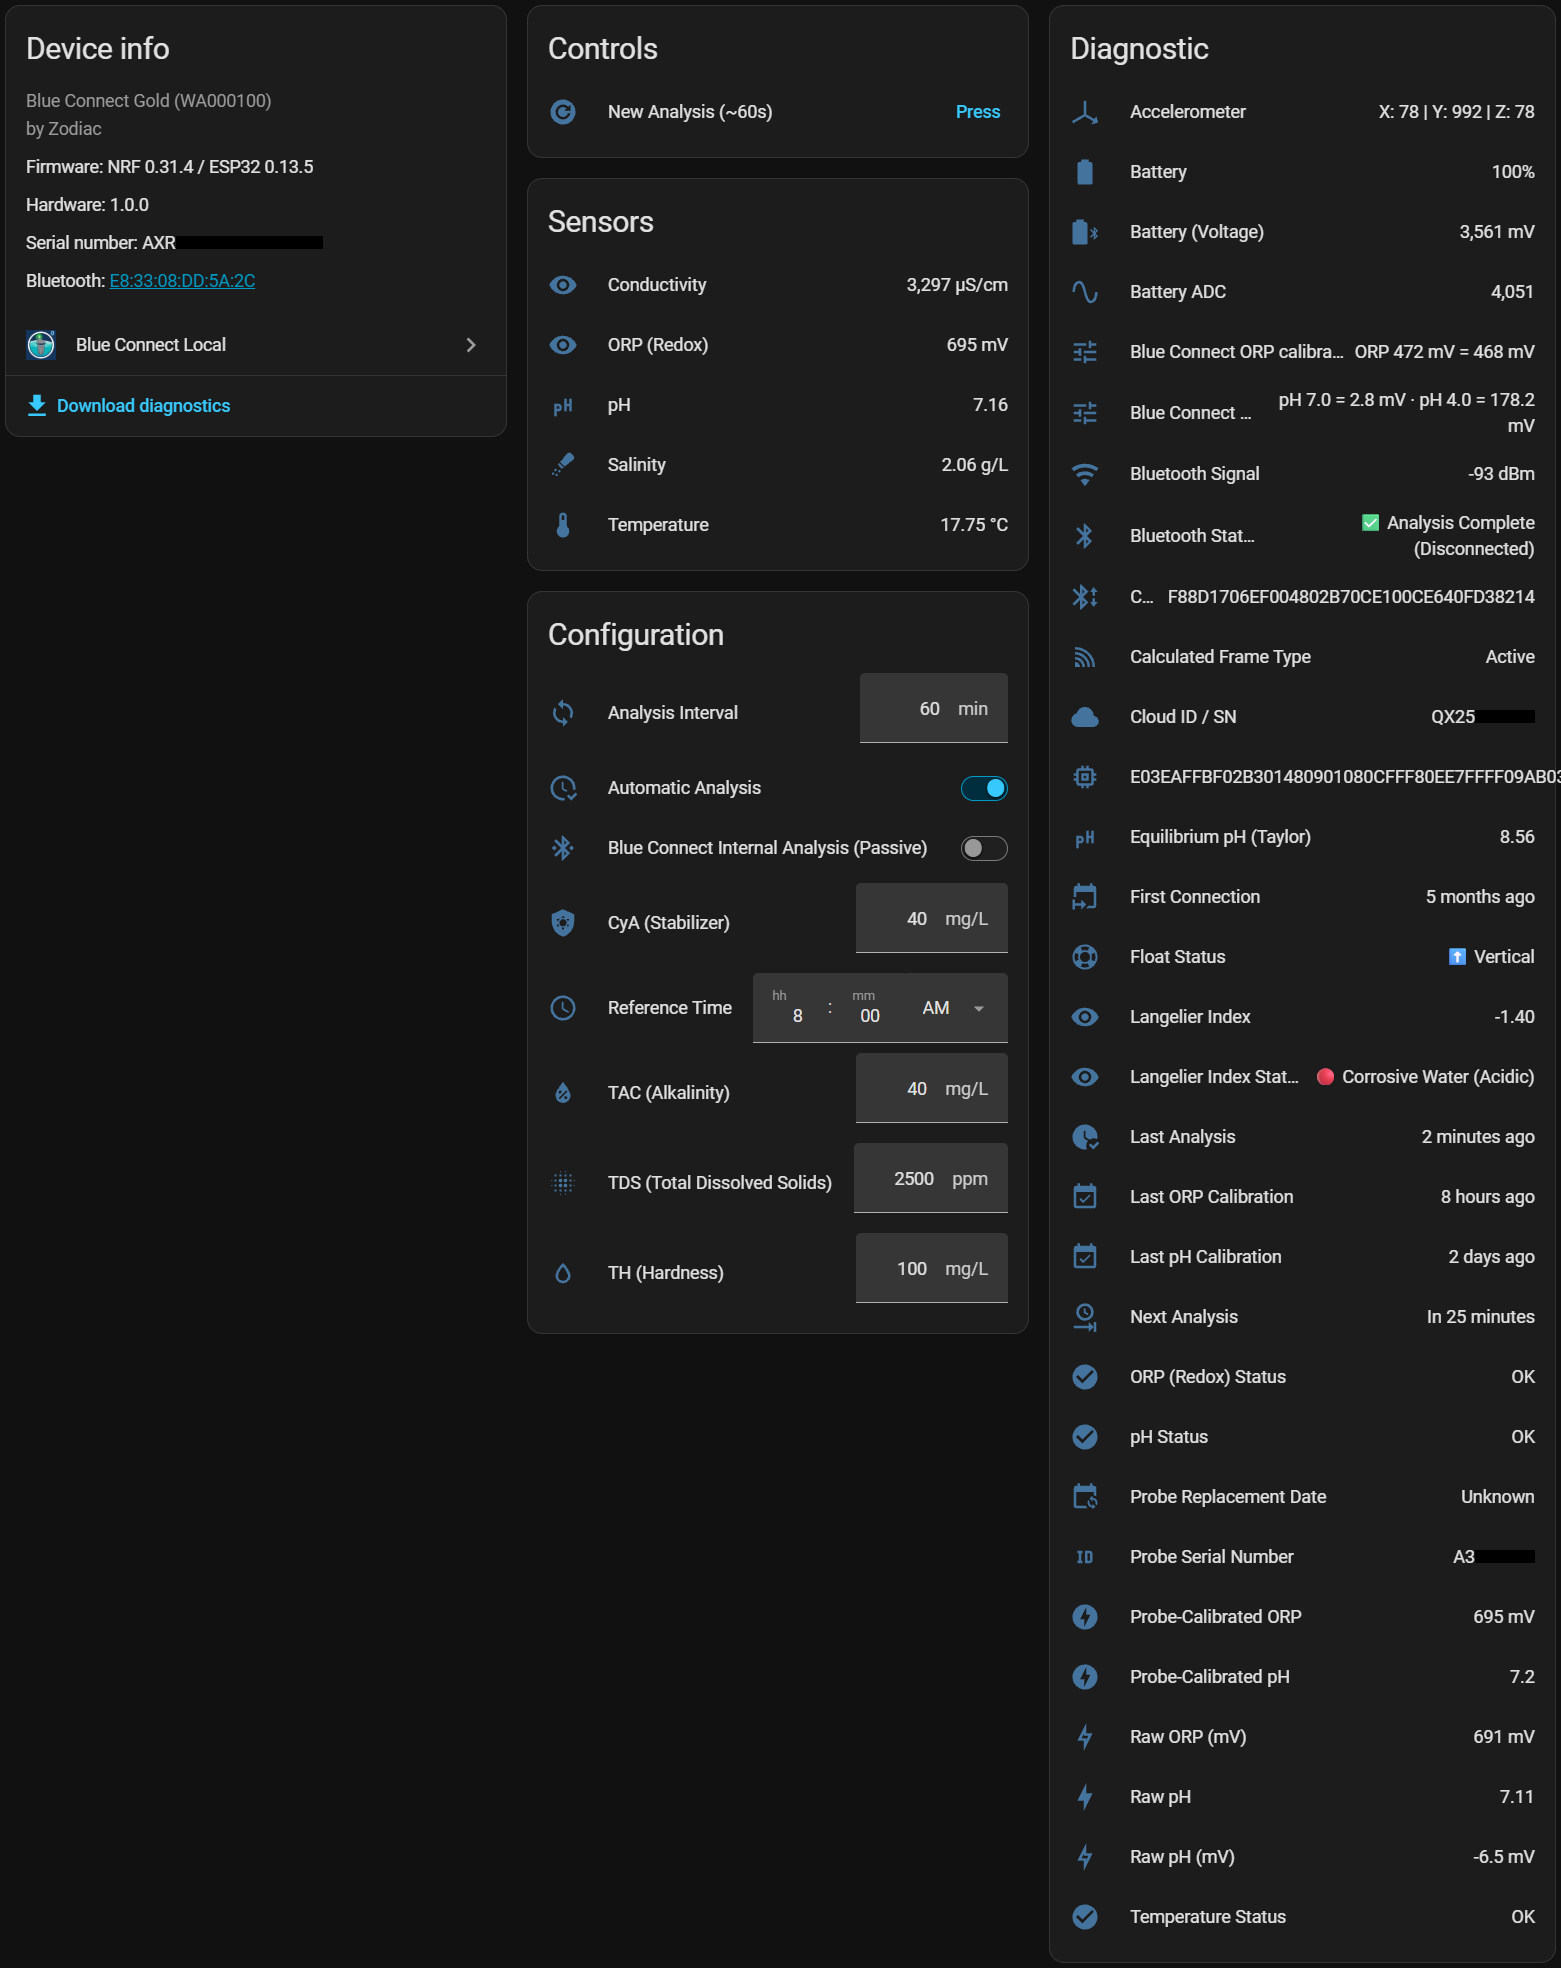 Device info
Blue Connect Gold (WA000100)
by Zodiac
Firmware: NRF 0.31.4 / ESP32 0.13.5
Hardware: 1.0.0
Serial number: AXR
Bluetooth: E8:33:08:DD:5A:2C
Blue Connect Local
Download diagnostics
Controls
New Analysis (~60s) Press
Sensors
Conductivity 3,297 µS/cm
ORP (Redox) 695 mV
pH pH 7.16
Salinity 2.06 g/L
Temperature 17.75 °C
Configuration
Analysis Interval 60 min
Automatic Analysis
Blue Connect Internal Analysis (Passive)
CyA (Stabilizer) 40 mg/L
Reference Time hh 8 : mm 00 AM
TAC (Alkalinity) 40 mg/L
TDS (Total Dissolved Solids) 2500 ppm
TH (Hardness) 100 mg/L
Diagnostic
Accelerometer X: 78 | Y: 992 | Z: 78
Battery 100%
Battery (Voltage) 3,561 mV
Battery ADC 4,051
Blue Connect ORP calibra... ORP 472 mV = 468 mV
Blue Connect ... pH 7.0 = 2.8 mV · pH 4.0 = 178.2
mV
Bluetooth Signal -93 dBm
Bluetooth Stat... ✅ Analysis Complete
(Disconnected)
C... F88D1706EF004802B70CE100CE640FD38214
Calculated Frame Type Active
Cloud ID / SN QX25
E03EAFFBF02B301480901080CFFF80EE7FFFF09AB03
pH Equilibrium pH (Taylor) 8.56
First Connection 5 months ago
Float Status ⬆️ Vertical
Langelier Index -1.40
Langelier Index Stat... 🔴 Corrosive Water (Acidic)
Last Analysis 2 minutes ago
Last ORP Calibration 8 hours ago
Last pH Calibration 2 days ago
Next Analysis In 25 minutes
ORP (Redox) Status OK
pH Status OK
Probe Replacement Date Unknown
ID Probe Serial Number A3
Probe-Calibrated ORP 695 mV
Probe-Calibrated pH 7.2
Raw ORP (mV) 691 mV
Raw pH 7.11
Raw pH (mV) -6.5 mV
Temperature Status OK